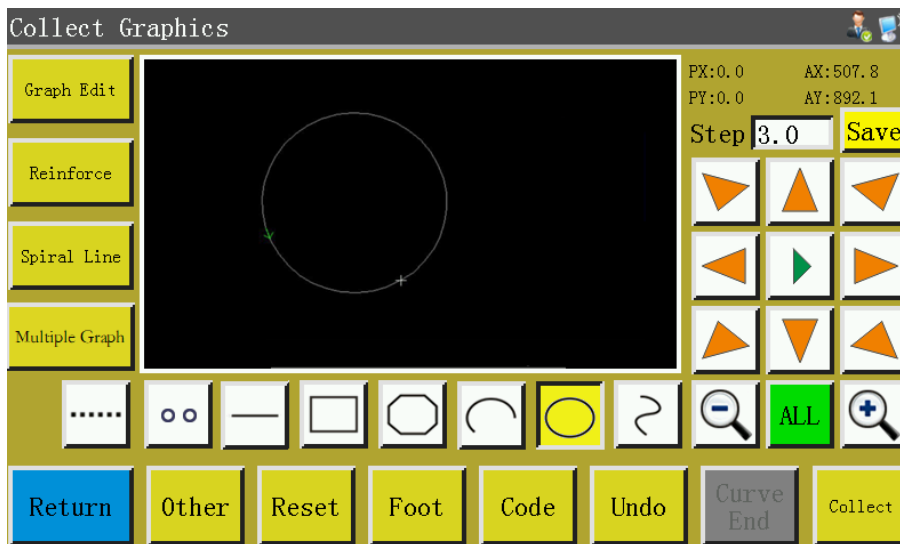 Collect Graphics
Graph Edit
PX:0.0 AX:507.8
PY:0.0 AY:892.1
Step 3.0 Save
Reinforce
Spiral Line
Multiple Graph
ALL
Return Other Reset Foot Code Undo Curve End Collect